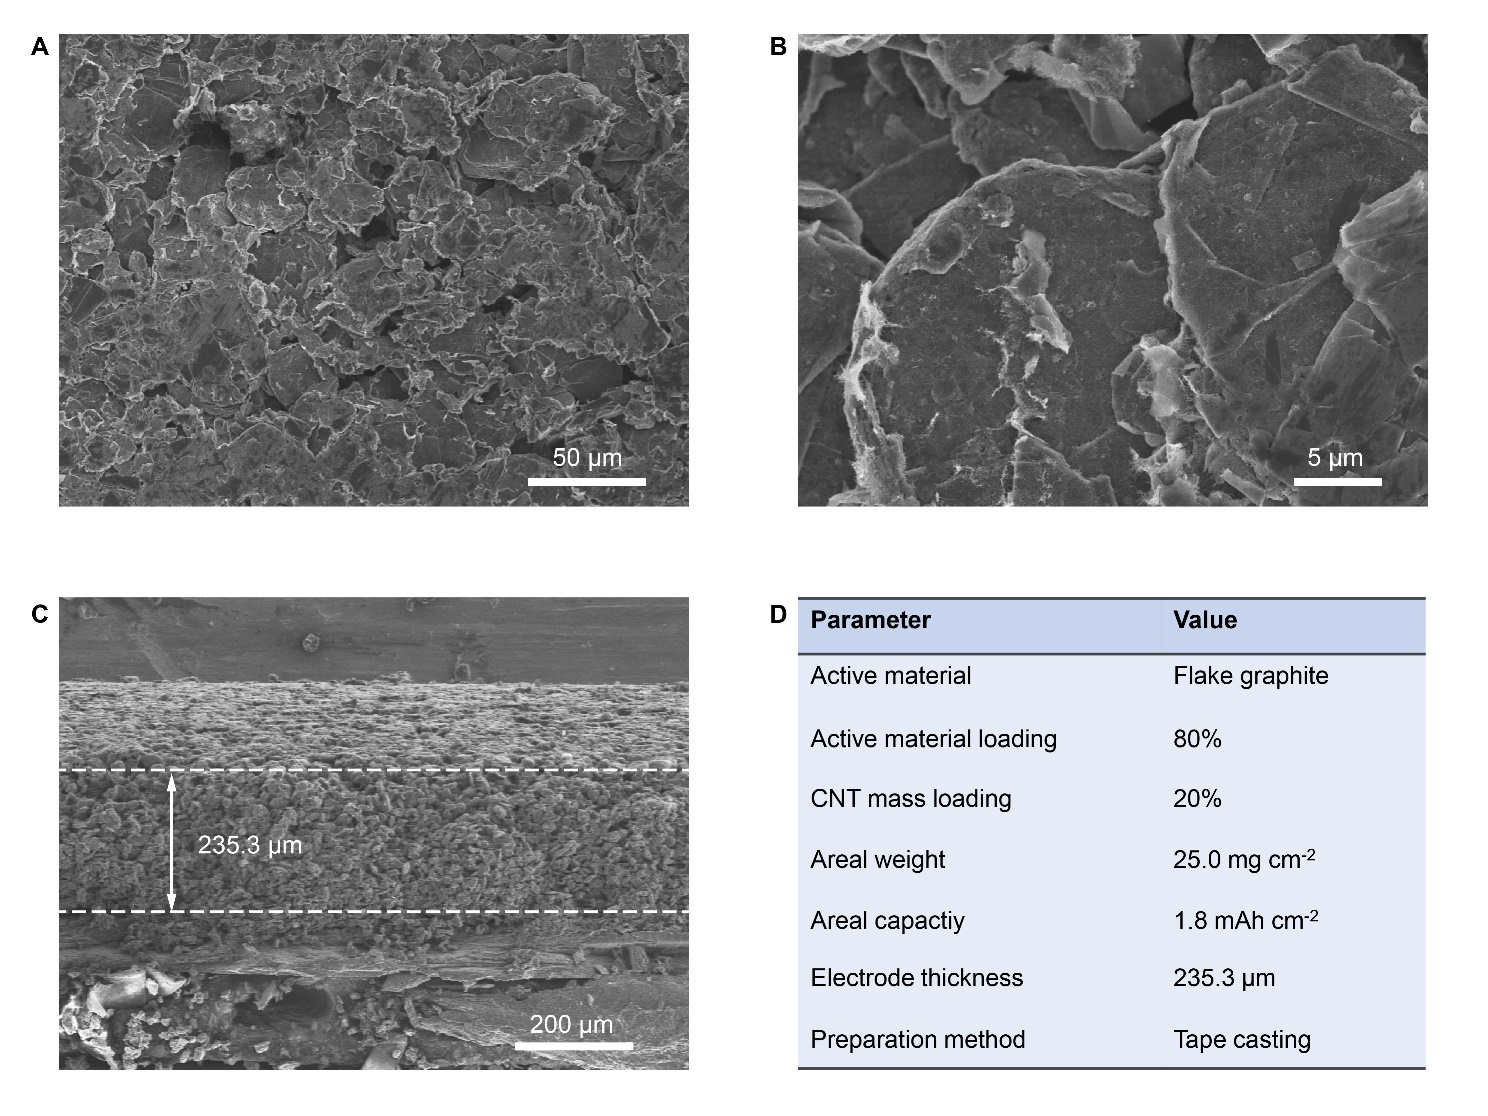 A
50 µm
B
5 µm
C
235.3 µm
200 µm
D
Parameter Value
Active material Flake graphite
Active material loading 80%
CNT mass loading 20%
Areal weight 25.0 mg cm⁻²
Areal capactiy 1.8 mAh cm⁻²
Electrode thickness 235.3 µm
Preparation method Tape casting